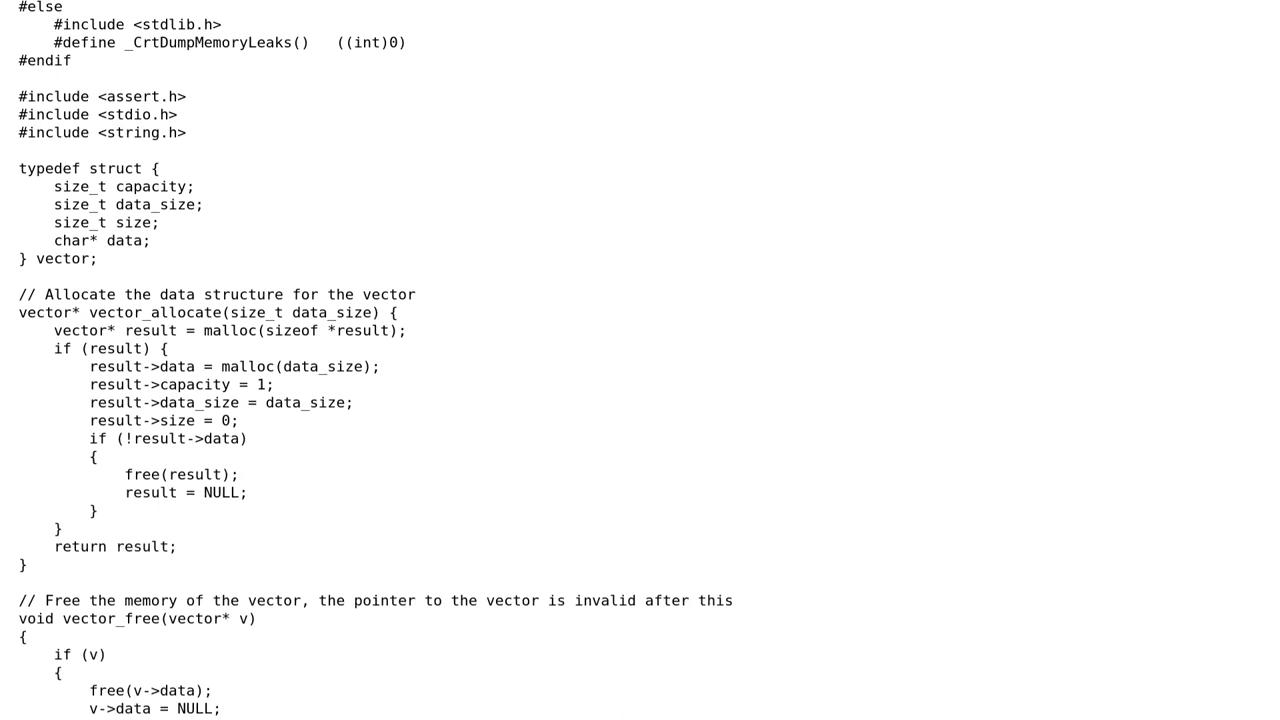 #else
    #include <stdlib.h>
    #define _CrtDumpMemoryLeaks()   ((int)0)
#endif

#include <assert.h>
#include <stdio.h>
#include <string.h>

typedef struct {
    size_t capacity;
    size_t data_size;
    size_t size;
    char* data;
} vector;

// Allocate the data structure for the vector
vector* vector_allocate(size_t data_size) {
    vector* result = malloc(sizeof *result);
    if (result) {
        result->data = malloc(data_size);
        result->capacity = 1;
        result->data_size = data_size;
        result->size = 0;
        if (!result->data)
        {
            free(result);
            result = NULL;
        }
    }
    return result;
}

// Free the memory of the vector, the pointer to the vector is invalid after this
void vector_free(vector* v)
{
    if (v)
    {
        free(v->data);
        v->data = NULL;